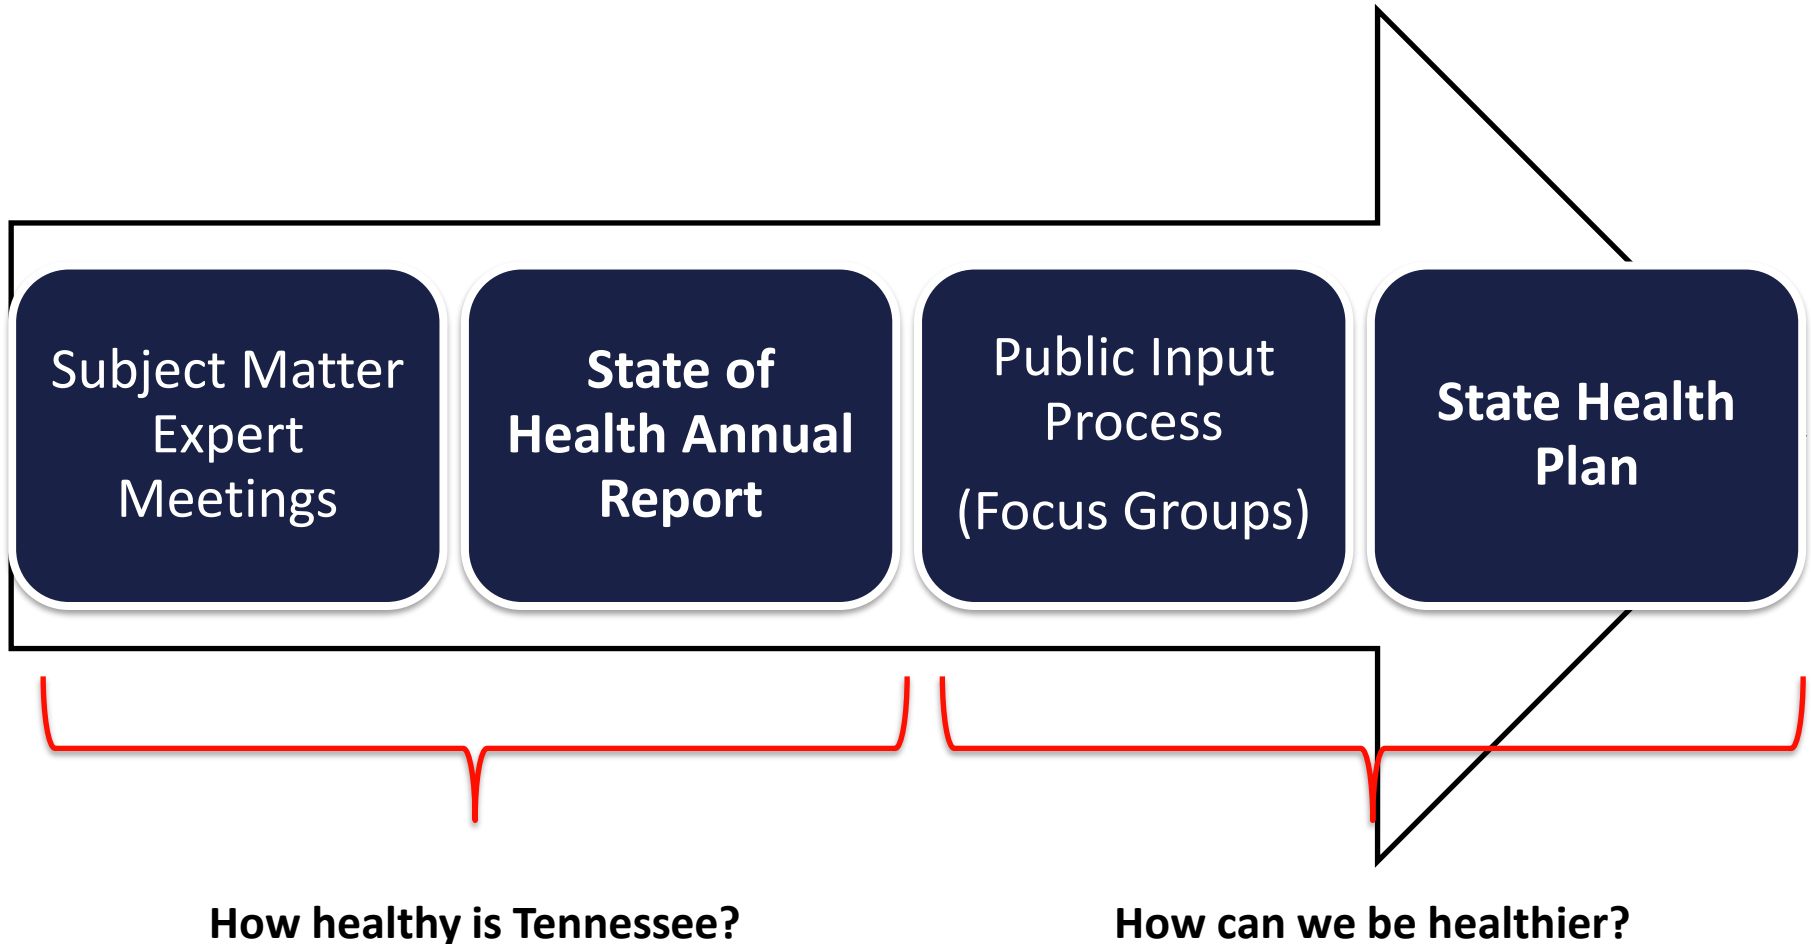 Subject Matter
Expert
Meetings
State of
Health Annual
Report
Public Input
Process
(Focus Groups)
State Health
Plan
How healthy is Tennessee?
How can we be healthier?